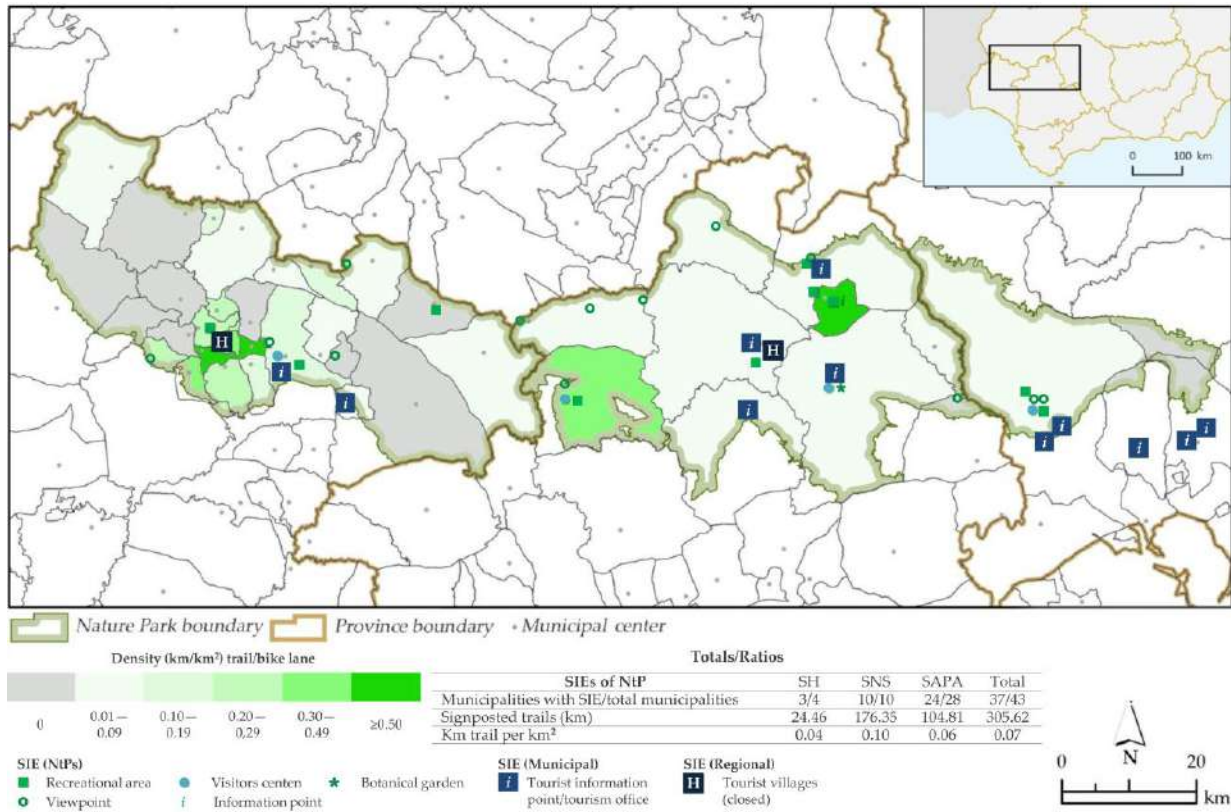 0 100 km
H
i
i
i
i
i
H
i
i
i
i
i
i
i
i
Nature Park boundary Province boundary Municipal center
Density (km/km²) trail/bike lane
0 0.01—0.09 0.10—0.19 0.20—0.29 0.30—0.49 ≥0.50
Totals/Ratios
SIEs of NtP SH SNS SAPA Total
Municipalities with SIE/total municipalities 3/4 10/10 24/28 37/43
Signposted trails (km) 24.46 176.35 104.81 305.62
Km trail per km² 0.04 0.10 0.06 0.07
SIE (NtPs)
Recreational area Visitors centen Botanical garden
Viewpoint i Information point
SIE (Municipal)
i Tourist information
point/tourism office
SIE (Regional)
H Tourist villages
(closed)
N
0 20
km